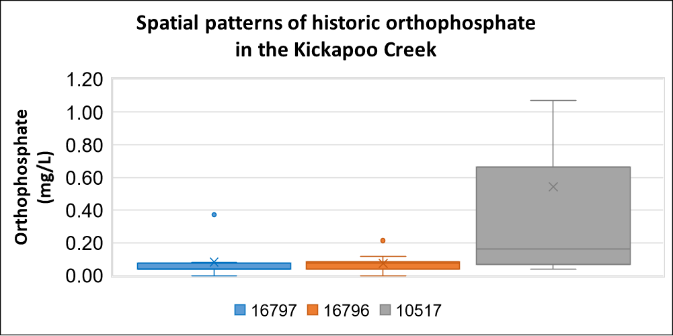 Spatial patterns of historic orthophosphate
in the Kickapoo Creek
Orthophosphate
(mg/L)
1.20
1.00
0.80
0.60
0.40
0.20
0.00
16797 16796 10517